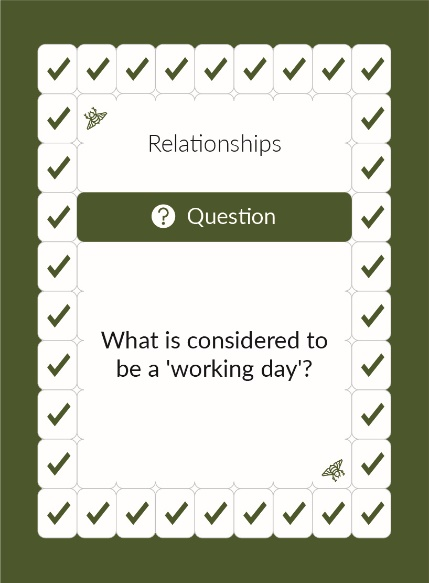 Relationships
? Question
What is considered to
be a 'working day'?